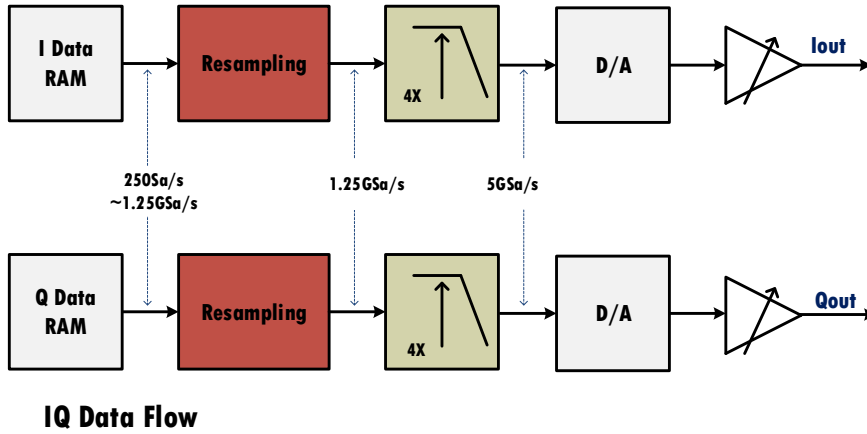 I Data
RAM
Resampling
4X
D/A
Iout
250Sa/s
~1.25GSa/s
1.25GSa/s
5GSa/s
Q Data
RAM
Resampling
4X
D/A
Qout
IQ Data Flow